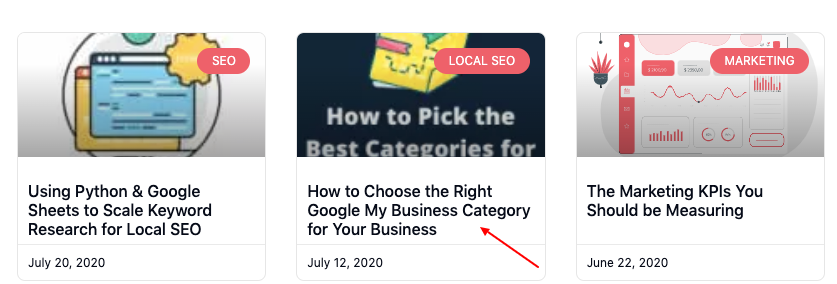 SEO
Using Python & Google
Sheets to Scale Keyword
Research for Local SEO
July 20, 2020
LOCAL SEO
How to Pick the
Best Categories for
How to Choose the Right
Google My Business Category
for Your Business
July 12, 2020
MARKETING
The Marketing KPIs You
Should be Measuring
June 22, 2020